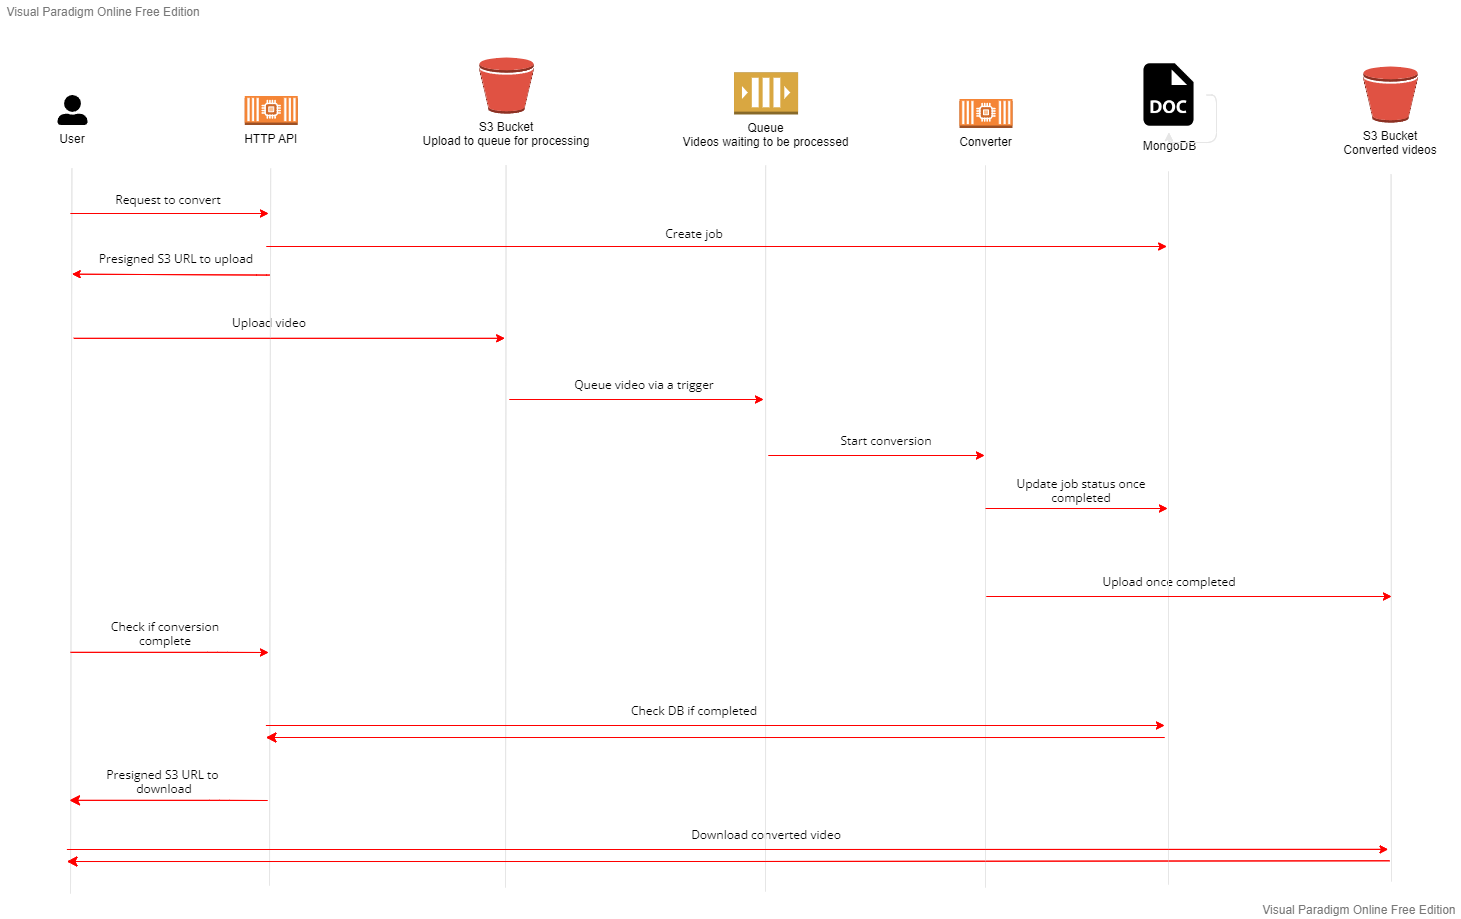 Visual Paradigm Online Free Edition
User
HTTP API
S3 Bucket
Upload to queue for processing
Queue
Videos waiting to be processed
Converter
DOC
MongoDB
S3 Bucket
Converted videos
Request to convert
Create job
Presigned S3 URL to upload
Upload video
Queue video via a trigger
Start conversion
Update job status once
completed
Upload once completed
Check if conversion
complete
Check DB if completed
Presigned S3 URL to
download
Download converted video
Visual Paradigm Online Free Edition